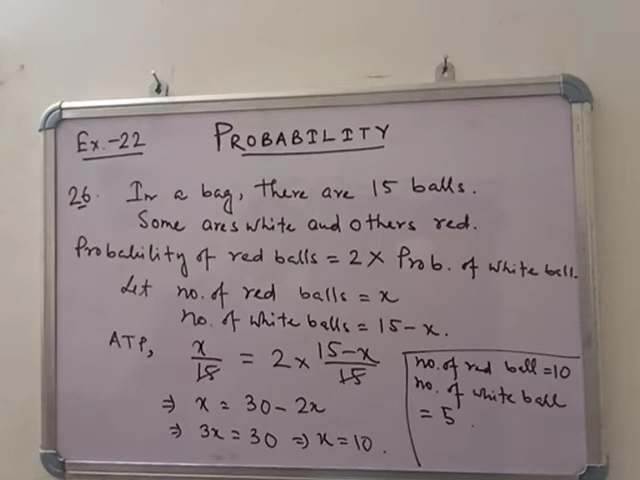 Ex.-22 PROBABILITY
26. In a bag, there are 15 balls.
Some are white and others red.
Probability of red balls = 2 × Prob. of white ball.
Let no. of red balls = x
no. of white balls = 15 - x.
ATP, x/15 = 2 × 15-x/15
⇒ x = 30 - 2x
⇒ 3x = 30 ⇒ x = 10.
no. of red ball = 10
no. of white ball
= 5.